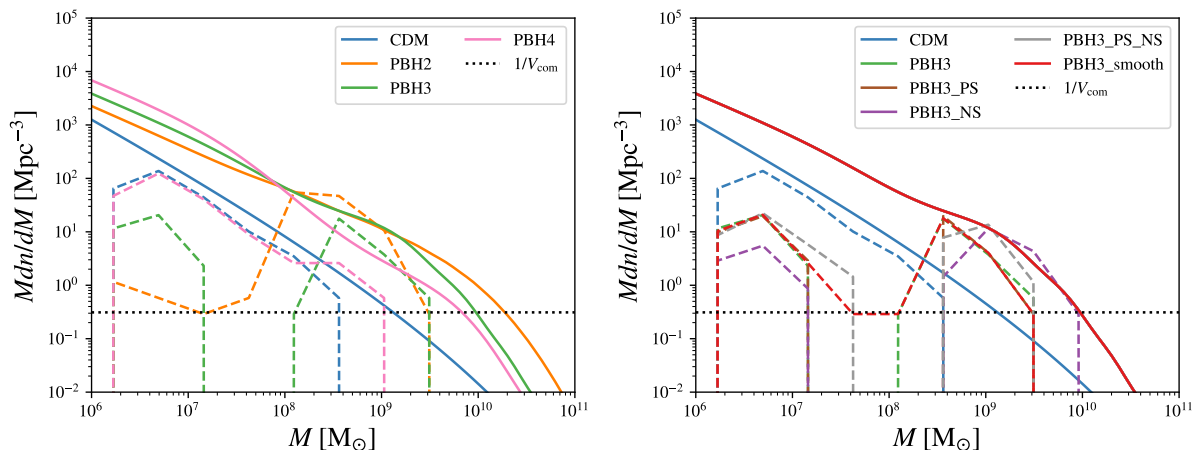 10^5
10^4
10^3
10^2
10^1
10^0
10^{-1}
10^{-2}
Mdn/dM [Mpc^{−3}]
CDM
PBH2
PBH3
PBH4
1/V_{com}
10^6
10^7
10^8
10^9
10^{10}
10^{11}
M [M_⊙]
10^5
10^4
10^3
10^2
10^1
10^0
10^{-1}
10^{-2}
Mdn/dM [Mpc^{−3}]
CDM
PBH3
PBH3_PS
PBH3_NS
PBH3_PS_NS
PBH3_smooth
1/V_{com}
10^6
10^7
10^8
10^9
10^{10}
10^{11}
M [M_⊙]